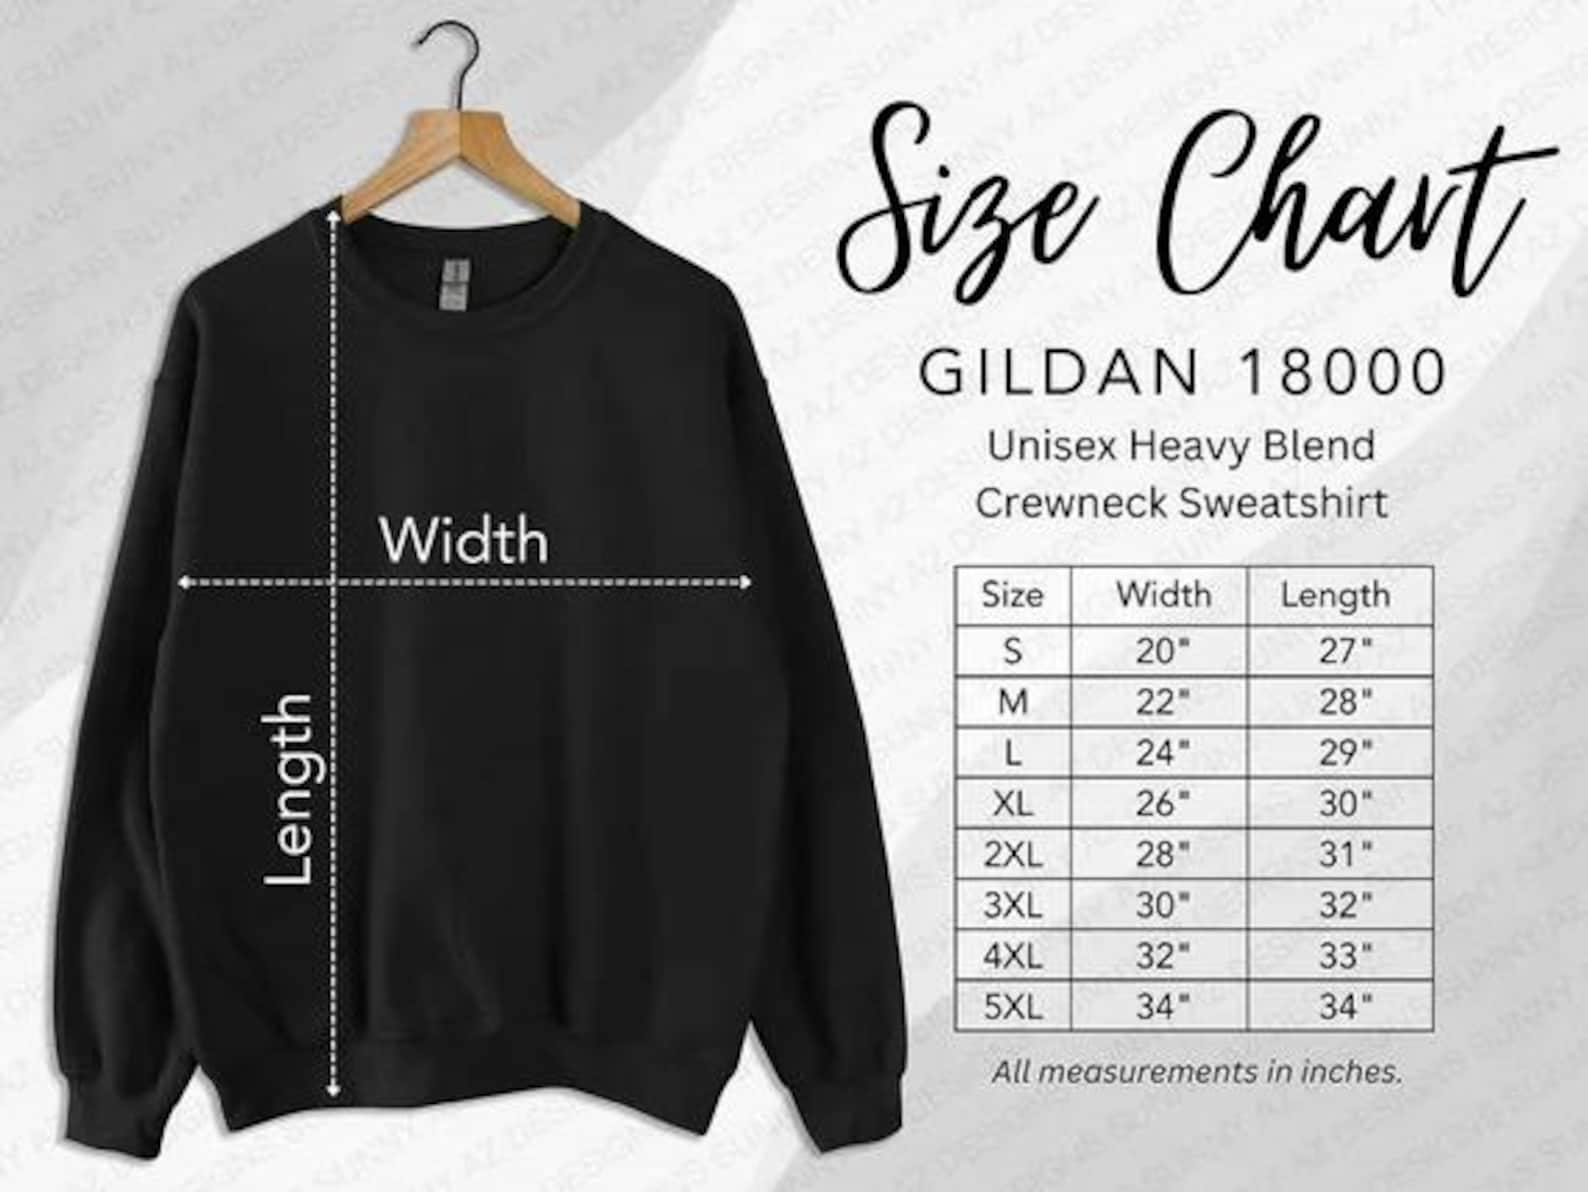 Size Chart
GILDAN 18000
Unisex Heavy Blend
Crewneck Sweatshirt
Width
Length
Size Width Length
S 20" 27"
M 22" 28"
L 24" 29"
XL 26" 30"
2XL 28" 31"
3XL 30" 32"
4XL 32" 33"
5XL 34" 34"
All measurements in inches.
SUNNY AZ DESIGNS